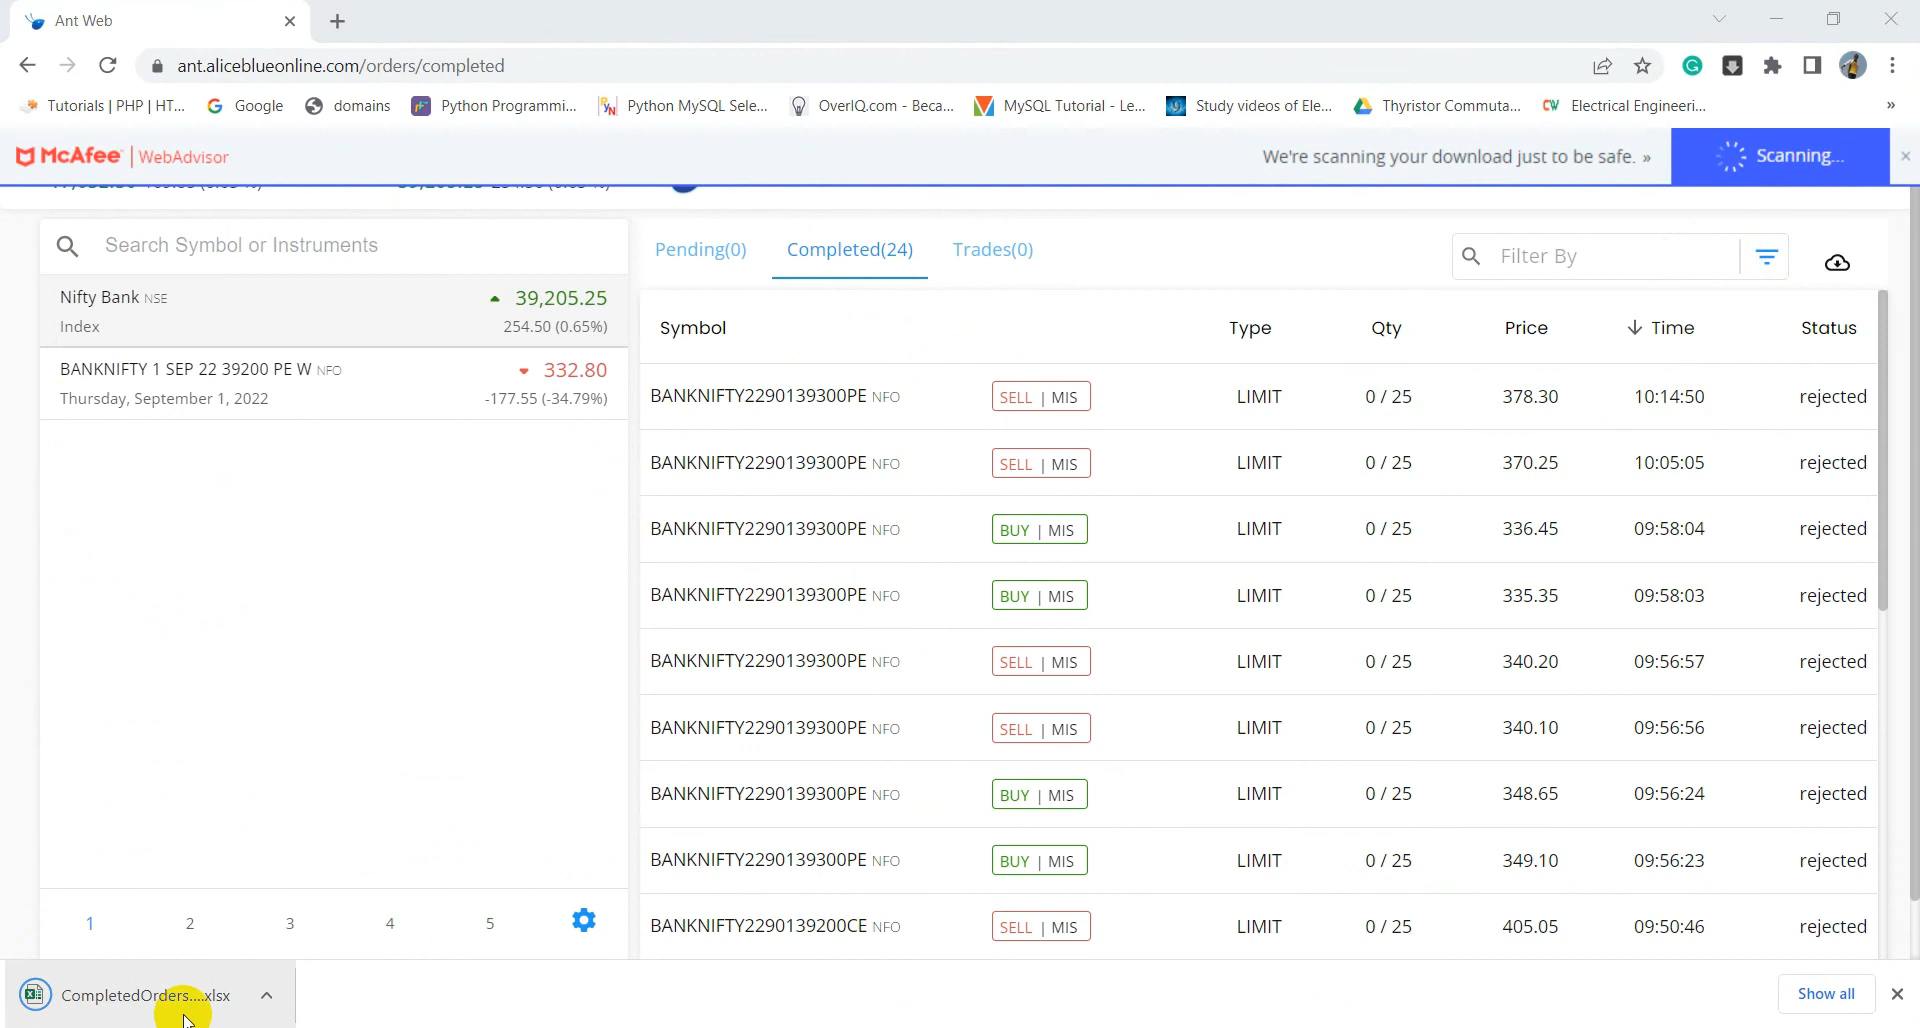 Ant Web
ant.aliceblueonline.com/orders/completed
Tutorials | PHP | HT...
Google
domains
Python Programmi...
Python MySQL Sele...
OverIQ.com - Beca...
MySQL Tutorial - Le...
Study videos of Ele...
Thyristor Commuta...
Electrical Engineeri...
»
McAfee | WebAdvisor
We're scanning your download just to be safe. »
Scanning...
Search Symbol or Instruments
Nifty Bank NSE 39,205.25
Index 254.50 (0.65%)
BANKNIFTY 1 SEP 22 39200 PE W NFO 332.80
Thursday, September 1, 2022 -177.55 (-34.79%)
1 2 3 4 5
Pending(0) Completed(24) Trades(0)
Filter By
Symbol Type Qty Price Time Status
BANKNIFTY2290139300PE NFO SELL | MIS LIMIT 0 / 25 378.30 10:14:50 rejected
BANKNIFTY2290139300PE NFO SELL | MIS LIMIT 0 / 25 370.25 10:05:05 rejected
BANKNIFTY2290139300PE NFO BUY | MIS LIMIT 0 / 25 336.45 09:58:04 rejected
BANKNIFTY2290139300PE NFO BUY | MIS LIMIT 0 / 25 335.35 09:58:03 rejected
BANKNIFTY2290139300PE NFO SELL | MIS LIMIT 0 / 25 340.20 09:56:57 rejected
BANKNIFTY2290139300PE NFO SELL | MIS LIMIT 0 / 25 340.10 09:56:56 rejected
BANKNIFTY2290139300PE NFO BUY | MIS LIMIT 0 / 25 348.65 09:56:24 rejected
BANKNIFTY2290139300PE NFO BUY | MIS LIMIT 0 / 25 349.10 09:56:23 rejected
BANKNIFTY2290139200CE NFO SELL | MIS LIMIT 0 / 25 405.05 09:50:46 rejected
CompletedOrders....xlsx
Show all